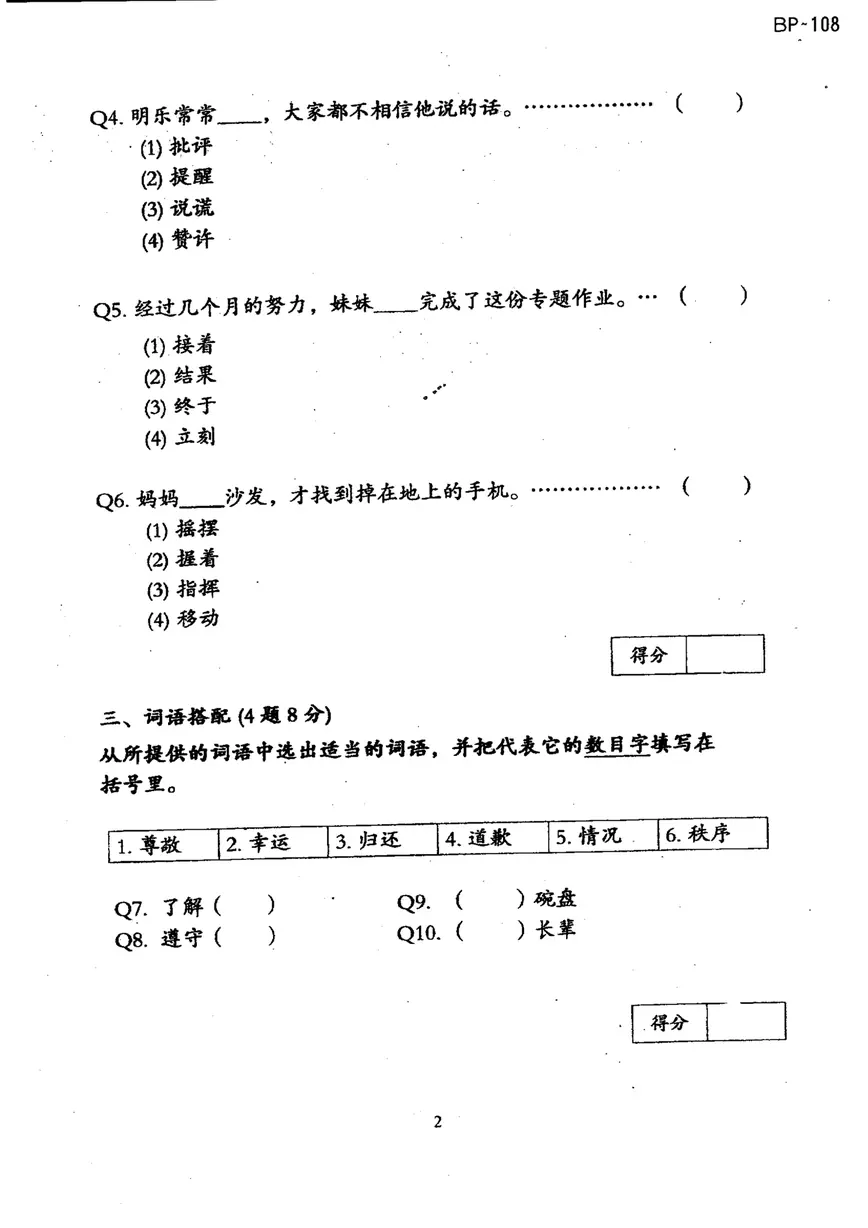 BP~108
Q4. 明乐常常____，大家都不相信他说的话。………………… (    )
(1) 批评
(2) 提醒
(3) 说谎
(4) 赞许
Q5. 经过几个月的努力，妹妹____完成了这份专题作业。… (    )
(1) 接着
(2) 结果
(3) 终于
(4) 立刻
Q6. 妈妈____沙发，才找到掉在地上的手机。………………… (    )
(1) 摇摆
(2) 握着
(3) 指挥
(4) 移动
得分
三、词语搭配 (4 题 8 分)
从所提供的词语中选出适当的词语，并把代表它的数目字填写在
括号里。
1. 尊敬 2. 幸运 3. 归还 4. 道歉 5. 情况 6. 秩序
Q7. 了解 (    ) Q9. (    ) 碗盘
Q8. 遵守 (    ) Q10. (    ) 长辈
得分
2